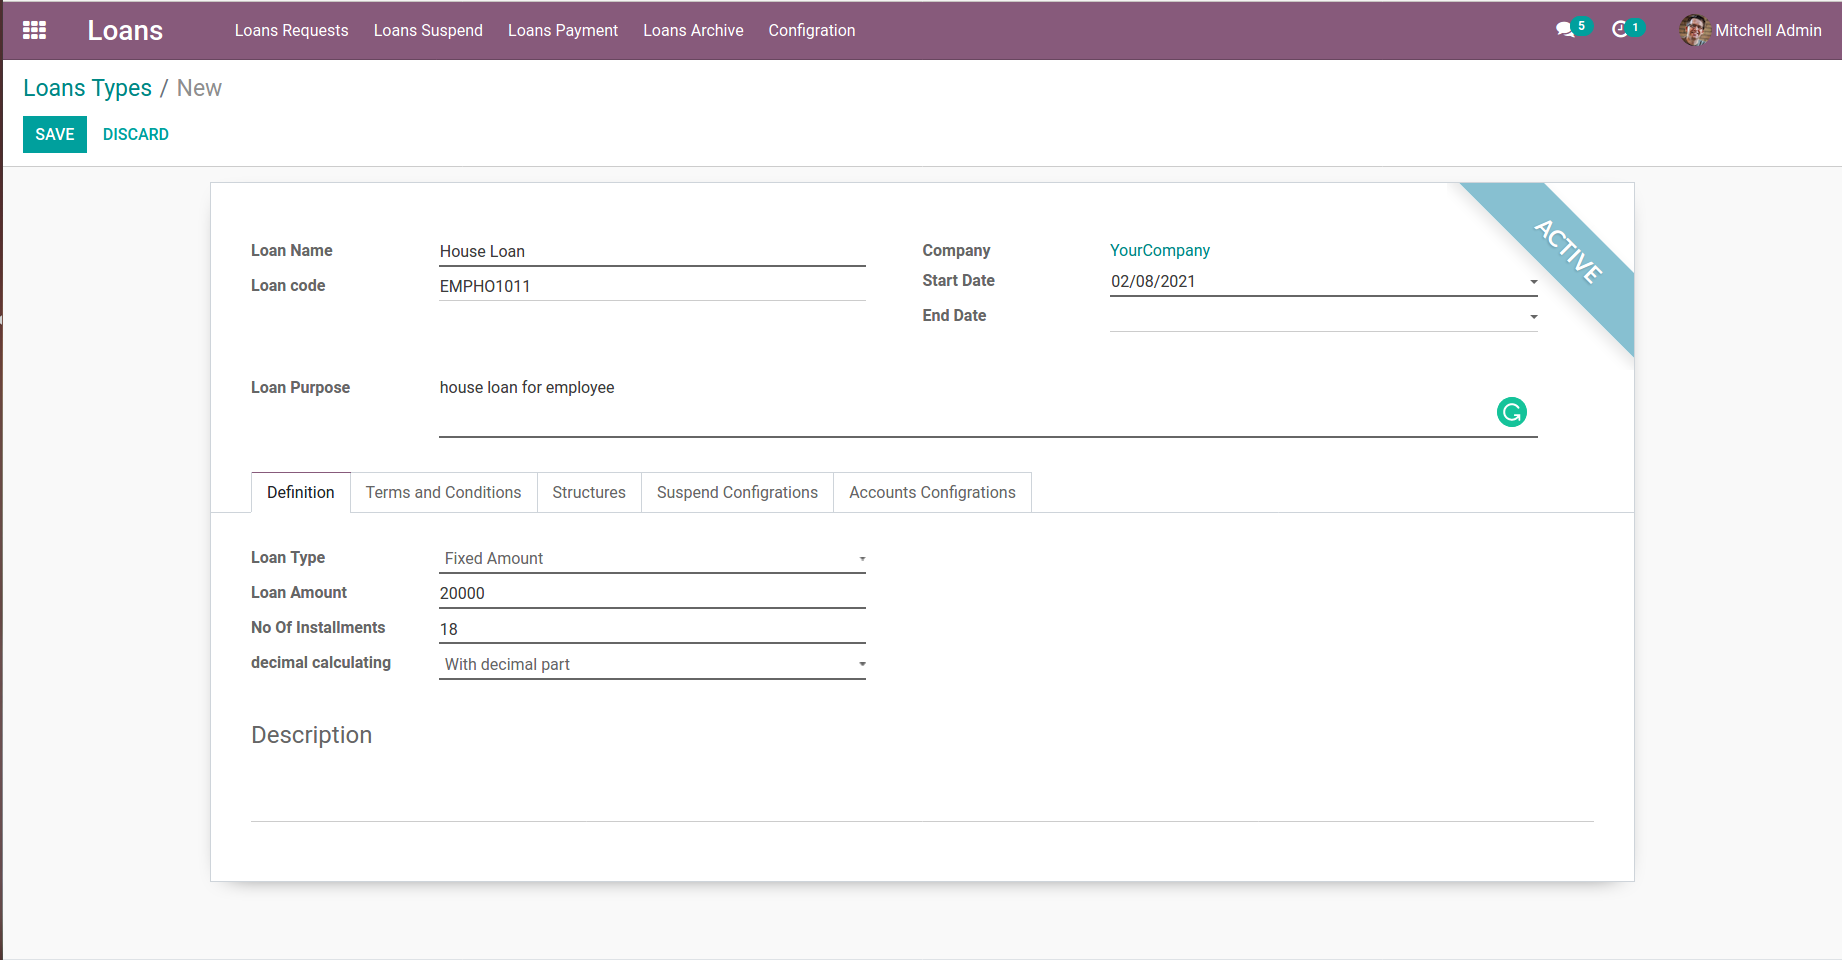 Loans Loans Requests Loans Suspend Loans Payment Loans Archive Configration 5 1 Mitchell Admin
Loans Types / New
SAVE DISCARD
ACTIVE
Loan Name House Loan Company YourCompany
Loan code EMPHO1011 Start Date 02/08/2021
End Date
Loan Purpose house loan for employee
Definition Terms and Conditions Structures Suspend Configrations Accounts Configrations
Loan Type Fixed Amount
Loan Amount 20000
No Of Installments 18
decimal calculating With decimal part
Description